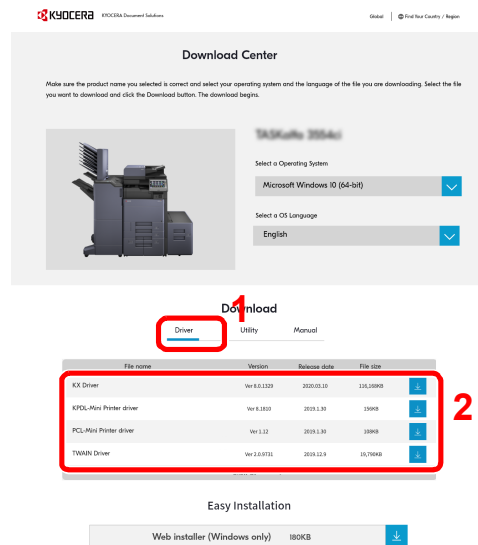 KYOCERA KYOCERA Document Solutions Global Find Your Country / Region
Download Center
Make sure the product name you selected is correct and select your operating system and the language of the file you are downloading. Select the file
you want to download and click the Download button. The download begins.
Select a Operating System
Microsoft Windows 10 (64-bit)
Select a OS Language
English
Download
1
Driver Utility Manual
File name Version Release date File size
KX Driver Ver 8.0.1329 2020.03.10 116,168KB
KPDL-Mini Printer driver Ver 8.1810 2019.1.30 156KB
2
PCL-Mini Printer driver Ver 1.12 2019.1.30 108KB
TWAIN Driver Ver 2.0.9731 2019.12.9 19,790KB
Easy Installation
Web installer (Windows only) 180KB